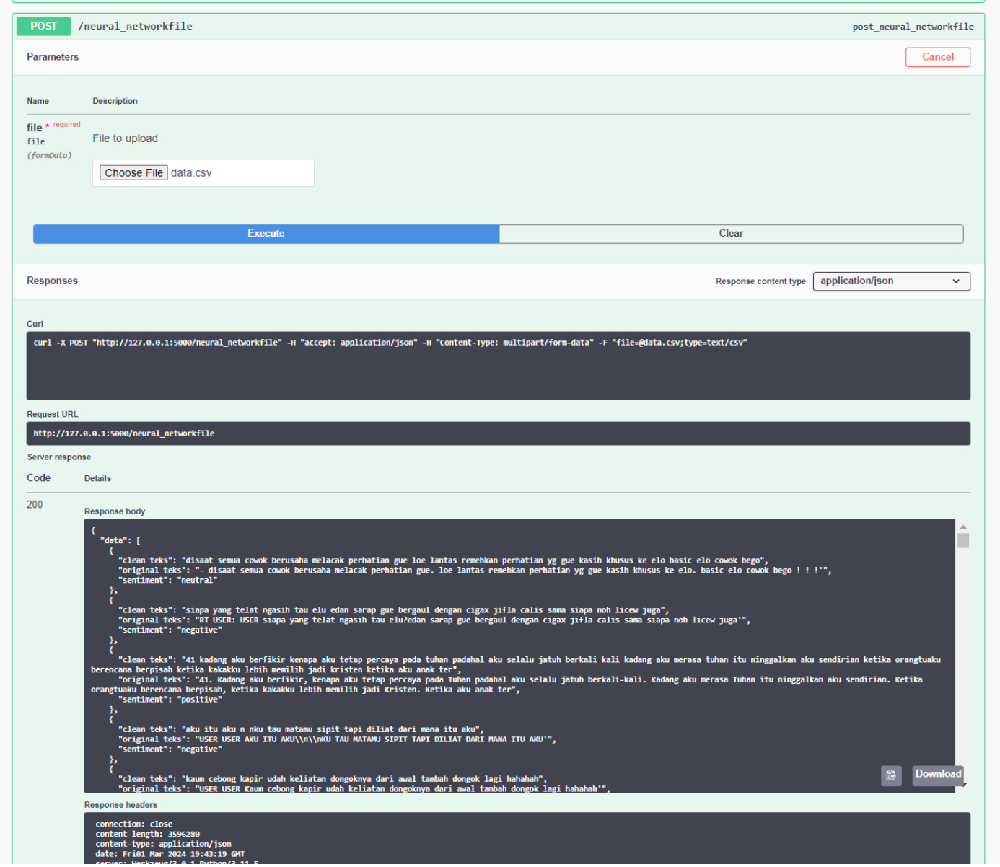 POST /neural_networkfile post_neural_networkfile
Parameters Cancel
Name Description
file * required
file
(formData)
File to upload
Choose File data.csv
Execute Clear
Responses Response content type application/json
Curl
curl -X POST "http://127.0.0.1:5000/neural_networkfile" -H "accept: application/json" -H "Content-Type: multipart/form-data" -F "file=@data.csv;type=text/csv"
Request URL
http://127.0.0.1:5000/neural_networkfile
Server response
Code Details
200
Response body
{
"data": [
{
"clean teks": "disaat semua cowok berusaha melacak perhatian gue loe lantas remehkan perhatian yg gue kasih khusus ke elo basic elo cowok bego",
"original teks": "- disaat semua cowok berusaha melacak perhatian gue. loe lantas remehkan perhatian yg gue kasih khusus ke elo. basic elo cowok bego ! ! !'",
"sentiment": "neutral"
},
{
"clean teks": "siapa yang telat ngasih tau elu edan sarap gue bergaul dengan cigax jifla calis sama siapa noh licew juga",
"original teks": "RT USER: USER siapa yang telat ngasih tau elu?edan sarap gue bergaul dengan cigax jifla calis sama siapa noh licew juga'",
"sentiment": "negative"
},
{
"clean teks": "41 kadang aku berfikir kenapa aku tetap percaya pada tuhan padahal aku selalu jatuh berkali kali kadang aku merasa tuhan itu ninggalkan aku sendirian ketika orangtuaku
berencana berpisah ketika kakakku lebih memilih jadi kristen ketika aku anak ter",
"original teks": "41. Kadang aku berfikir, kenapa aku tetap percaya pada Tuhan padahal aku selalu jatuh berkali-kali. Kadang aku merasa Tuhan itu ninggalkan aku sendirian. Ketika
orangtuaku berencana berpisah, ketika kakakku lebih memilih jadi Kristen. Ketika aku anak ter",
"sentiment": "positive"
},
{
"clean teks": "aku itu aku n nku tau matamu sipit tapi diliat dari mana itu aku",
"original teks": "USER USER AKU ITU AKU\\n\\nKU TAU MATAMU SIPIT TAPI DILIAT DARI MANA ITU AKU'",
"sentiment": "negative"
},
{
"clean teks": "kaum cebong kapir udah keliatan dongoknya dari awal tambah dongok lagi hahahah",
"original teks": "USER USER Kaum cebong kapir udah keliatan dongoknya dari awal tambah dongok lagi hahahah'",
Download
Response headers
connection: close
content-length: 3596280
content-type: application/json
date: Fri01 Mar 2024 19:43:19 GMT
server: Werkzeug/3.0.1 Python/3.11.5